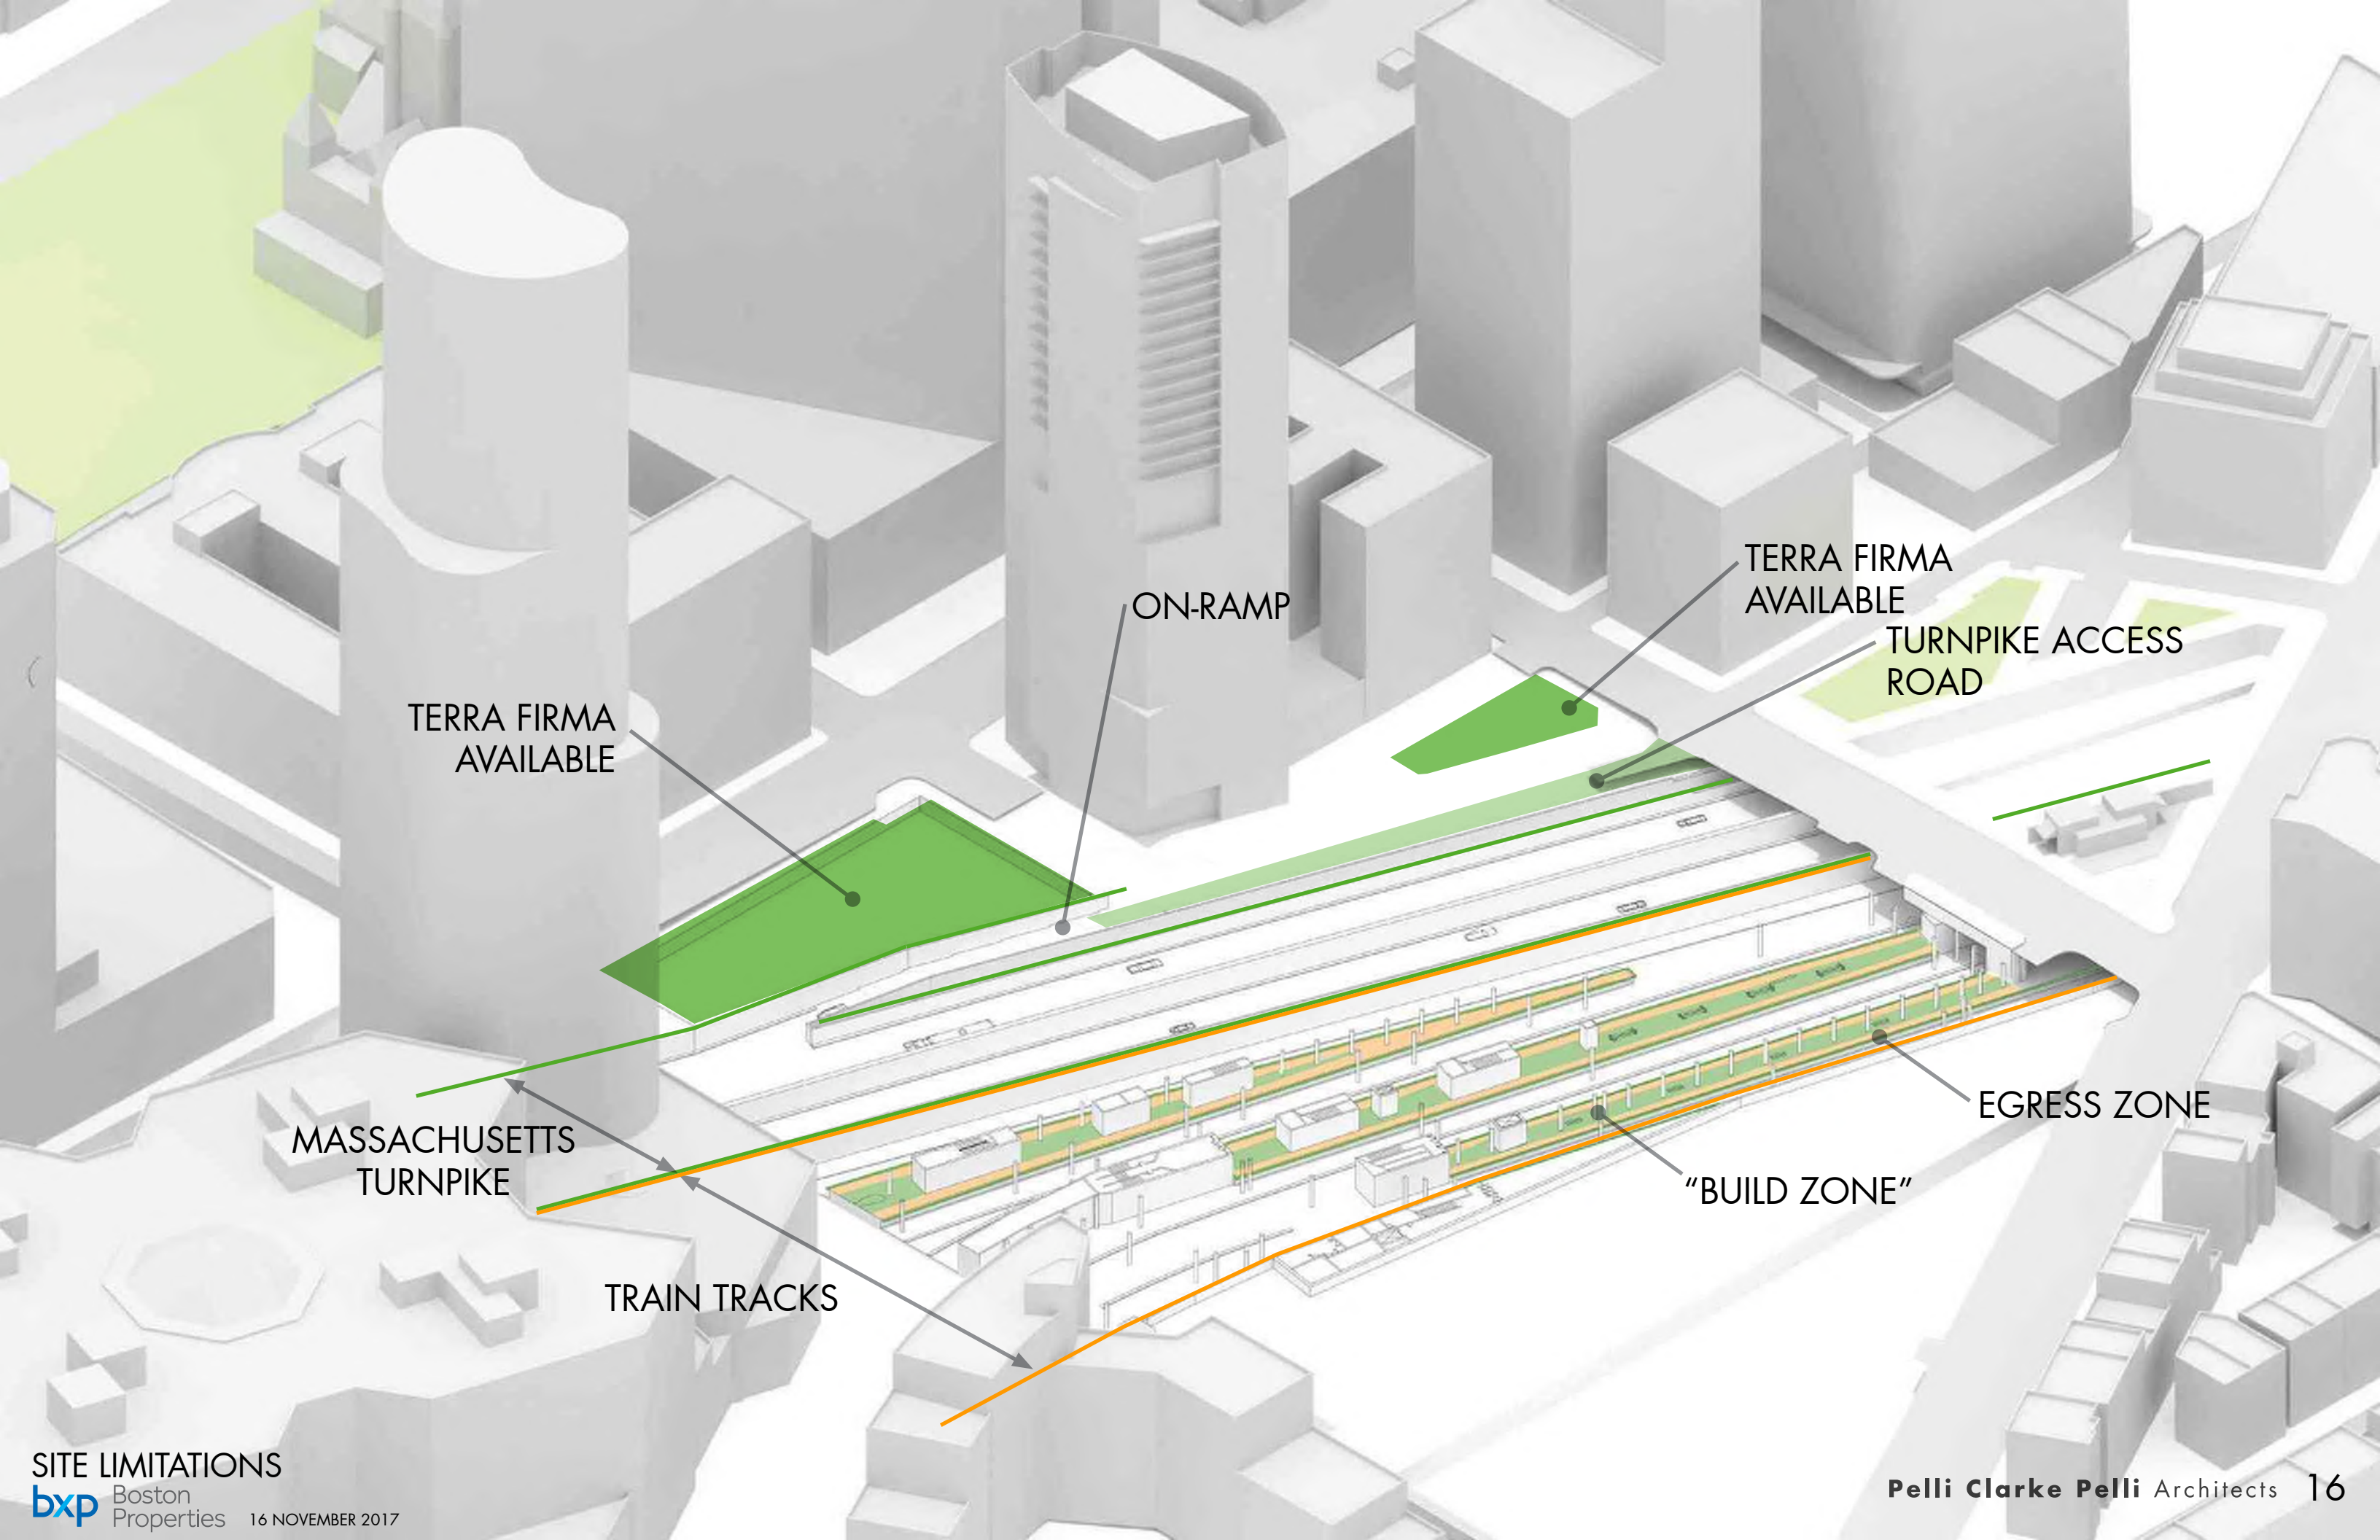 TERRA FIRMA
AVAILABLE
ON-RAMP
TURNPIKE ACCESS
ROAD
TERRA FIRMA
AVAILABLE
EGRESS ZONE
MASSACHUSETTS
TURNPIKE
“BUILD ZONE”
TRAIN TRACKS
SITE LIMITATIONS
bxp Boston
Properties 16 NOVEMBER 2017
Pelli Clarke Pelli Architects 16